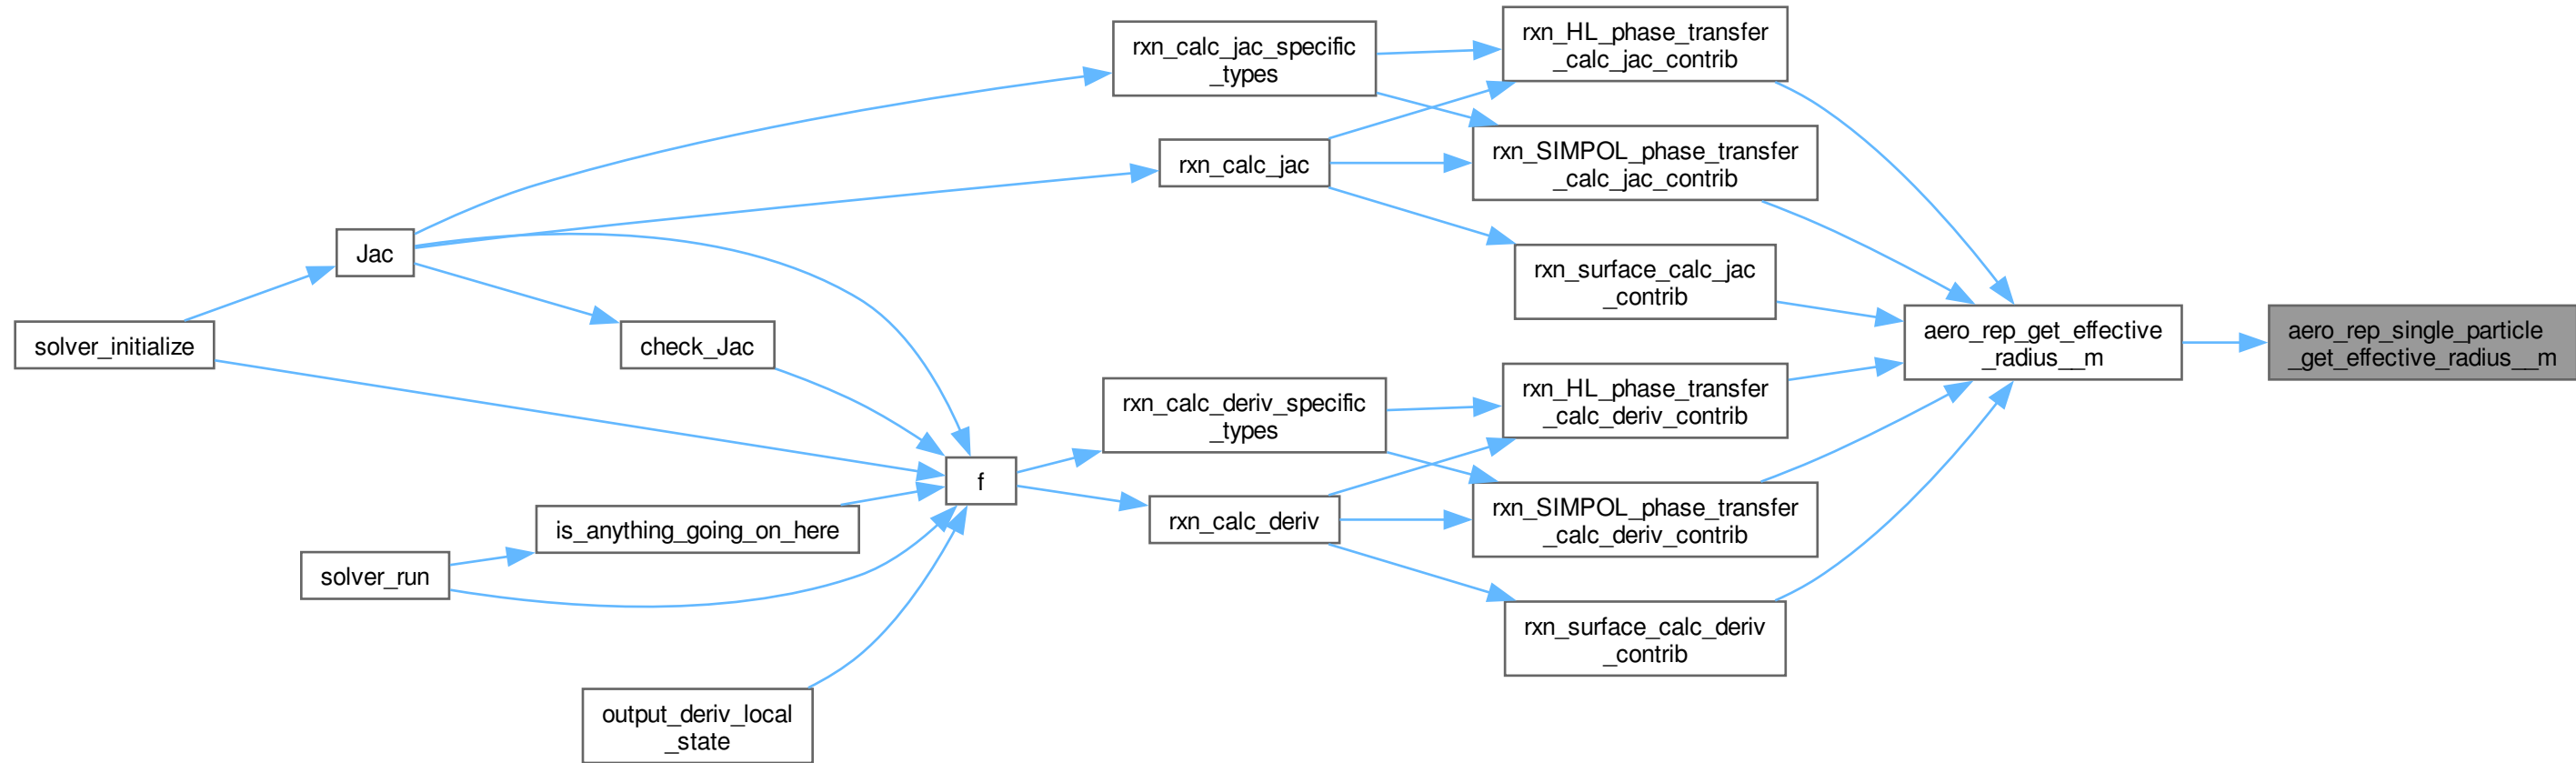 rxn_HL_phase_transfer
_calc_jac_contrib
rxn_calc_jac_specific
_types
rxn_SIMPOL_phase_transfer
_calc_jac_contrib
rxn_calc_jac
Jac
rxn_surface_calc_jac
_contrib
solver_initialize
check_Jac
aero_rep_get_effective
_radius__m
aero_rep_single_particle
_get_effective_radius__m
rxn_HL_phase_transfer
_calc_deriv_contrib
rxn_calc_deriv_specific
_types
f
rxn_SIMPOL_phase_transfer
_calc_deriv_contrib
rxn_calc_deriv
is_anything_going_on_here
solver_run
rxn_surface_calc_deriv
_contrib
output_deriv_local
_state